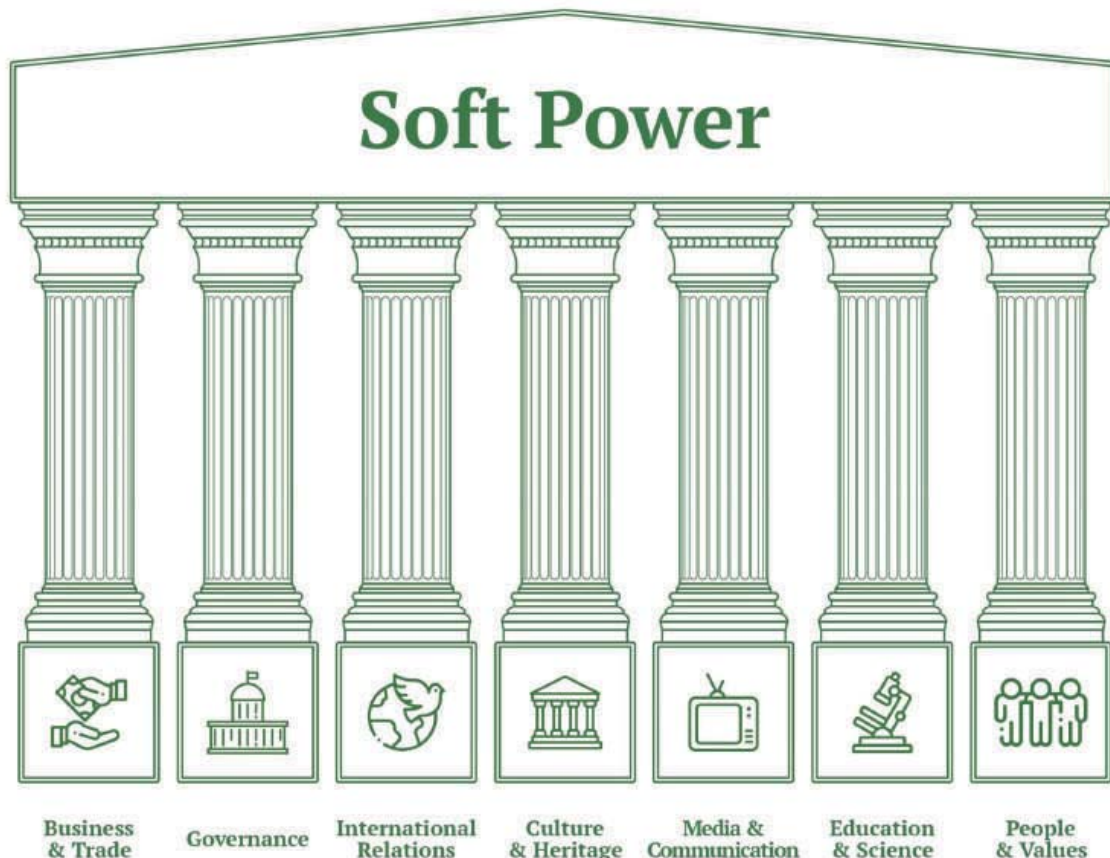 Soft Power
Business
& Trade
Governance
International
Relations
Culture
& Heritage
Media &
Communication
Education
& Science
People
& Values